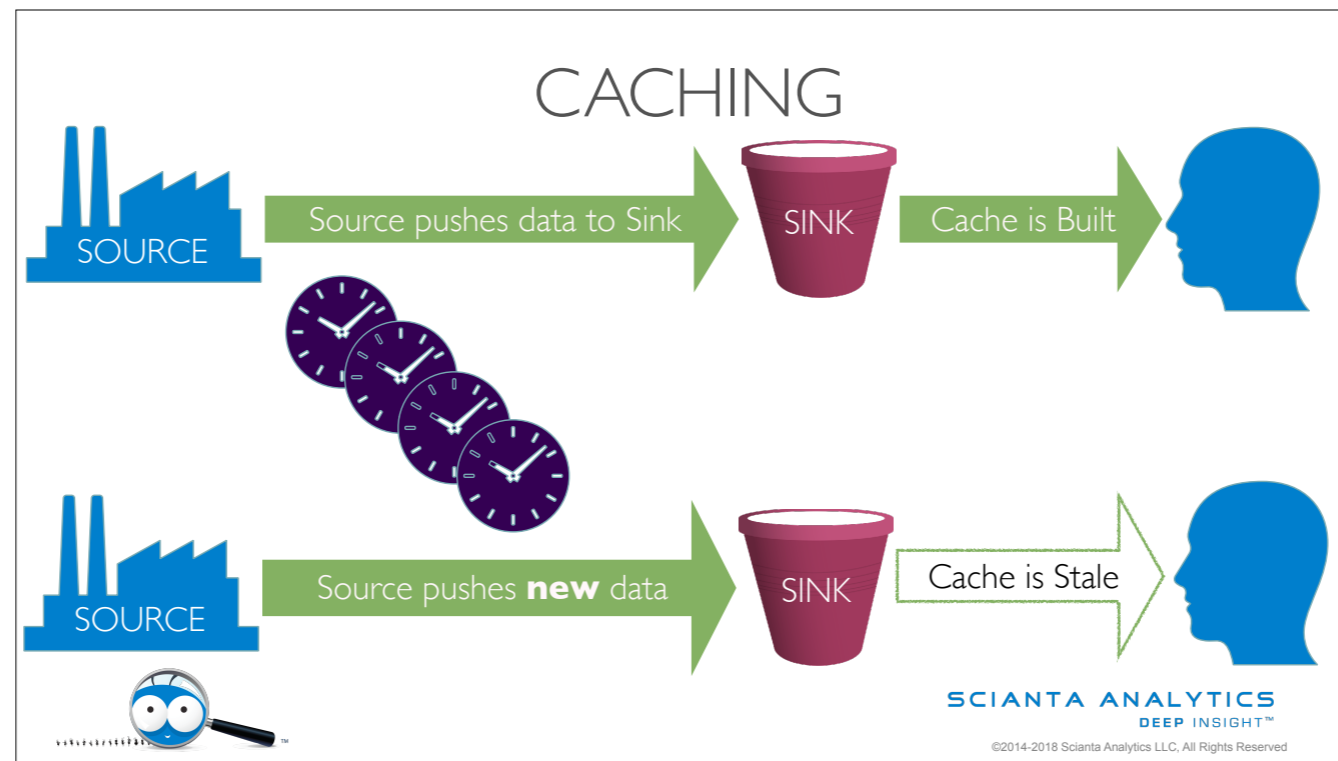 CACHING
SOURCE
Source pushes data to Sink
SINK
Cache is Built
SOURCE
Source pushes new data
SINK
Cache is Stale
™
SCIANTA ANALYTICS
DEEP INSIGHT™
©2014-2018 Scianta Analytics LLC, All Rights Reserved